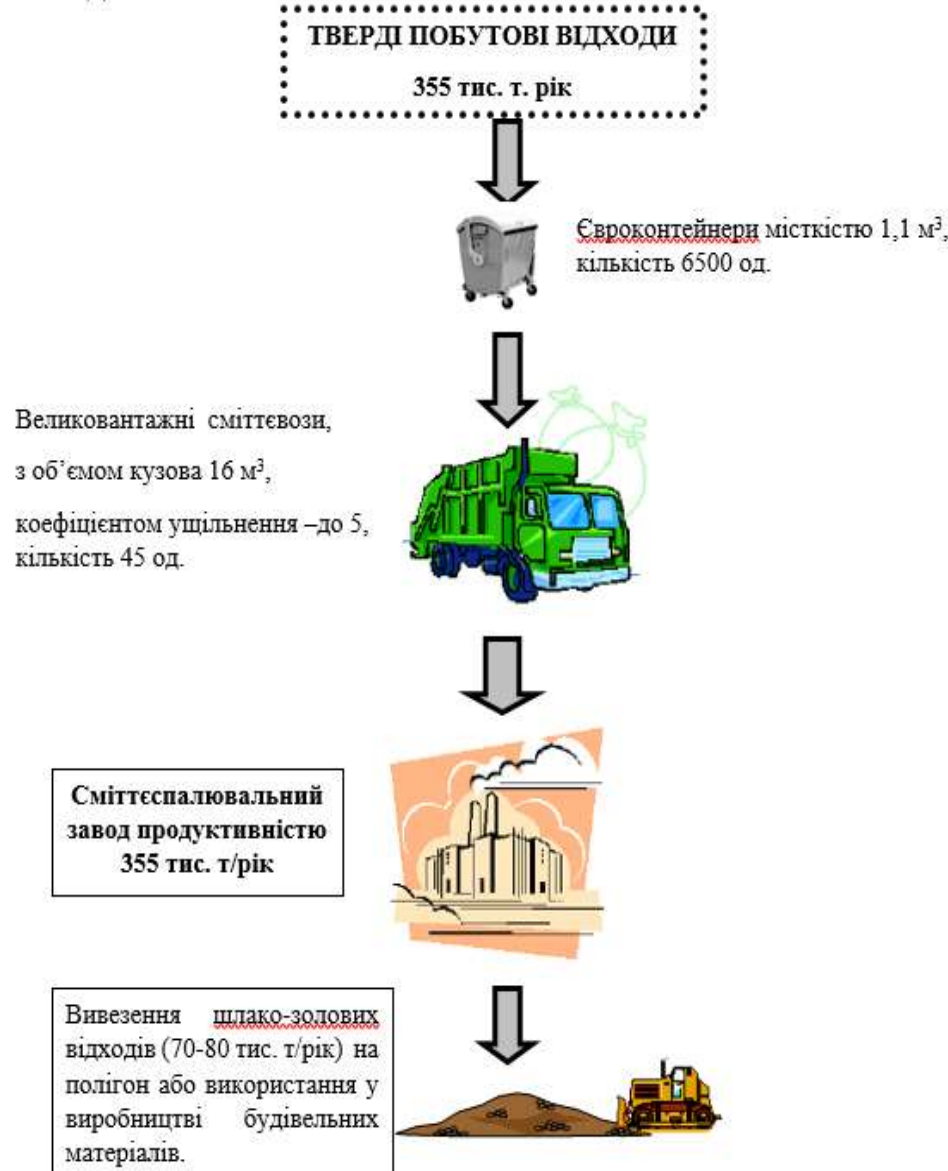 ТВЕРДІ ПОБУТОВІ ВІДХОДИ
355 тис. т. рік
Євроконтейнери місткістю 1,1 м³,
кількість 6500 од.
Великовантажні сміттєвози,
з об’ємом кузова 16 м³,
коефіцієнтом ущільнення –до 5,
кількість 45 од.
Сміттєспалювальний
завод продуктивністю
355 тис. т/рік
Вивезення шлако-золових
відходів (70-80 тис. т/рік) на
полігон або використання у
виробництві будівельних
матеріалів.